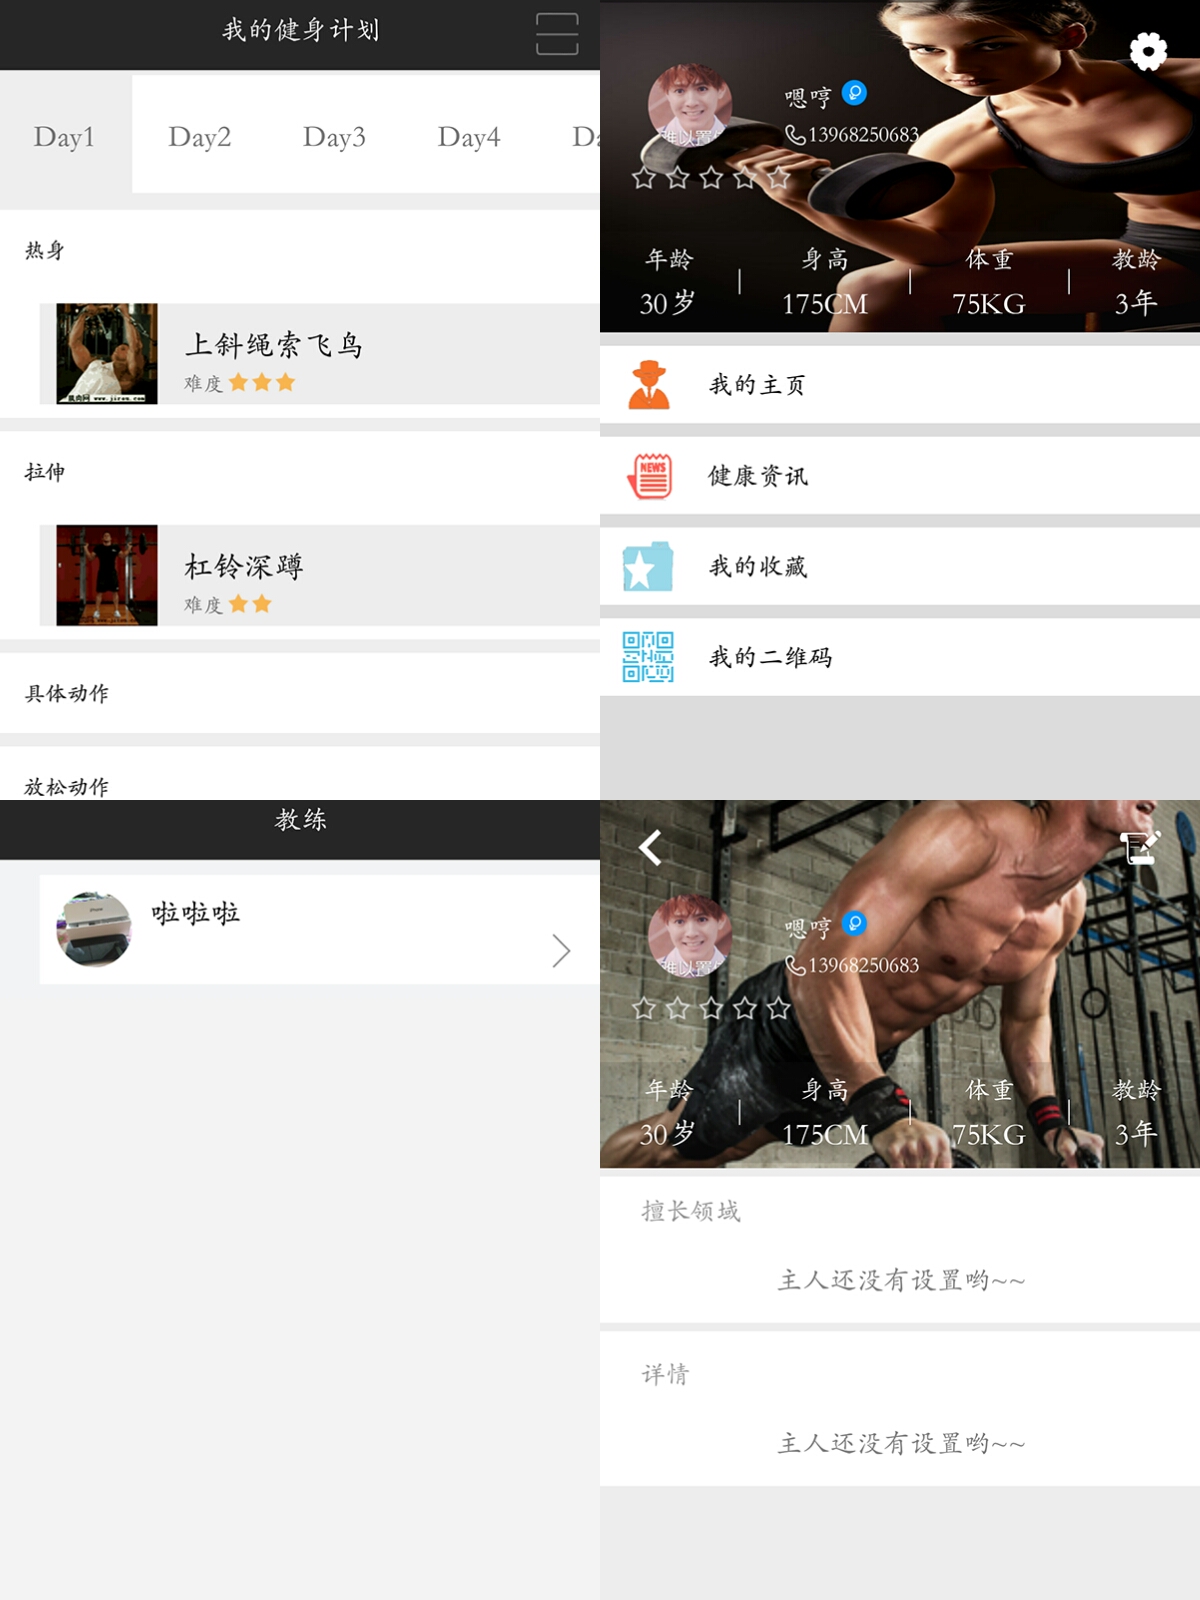 我的健身计划
Day1
Day2
Day3
Day4
热身
上斜绳索飞鸟
难度
拉伸
杠铃深蹲
难度
具体动作
放松动作
嗯哼
13968250683
年龄
身高
体重
教龄
30岁
175CM
75KG
3年
我的主页
NEWS
健康资讯
我的收藏
我的二维码
教练
啦啦啦
嗯哼
13968250683
年龄
身高
体重
教龄
30岁
175CM
75KG
3年
擅长领域
主人还没有设置哟~~
详情
主人还没有设置哟~~